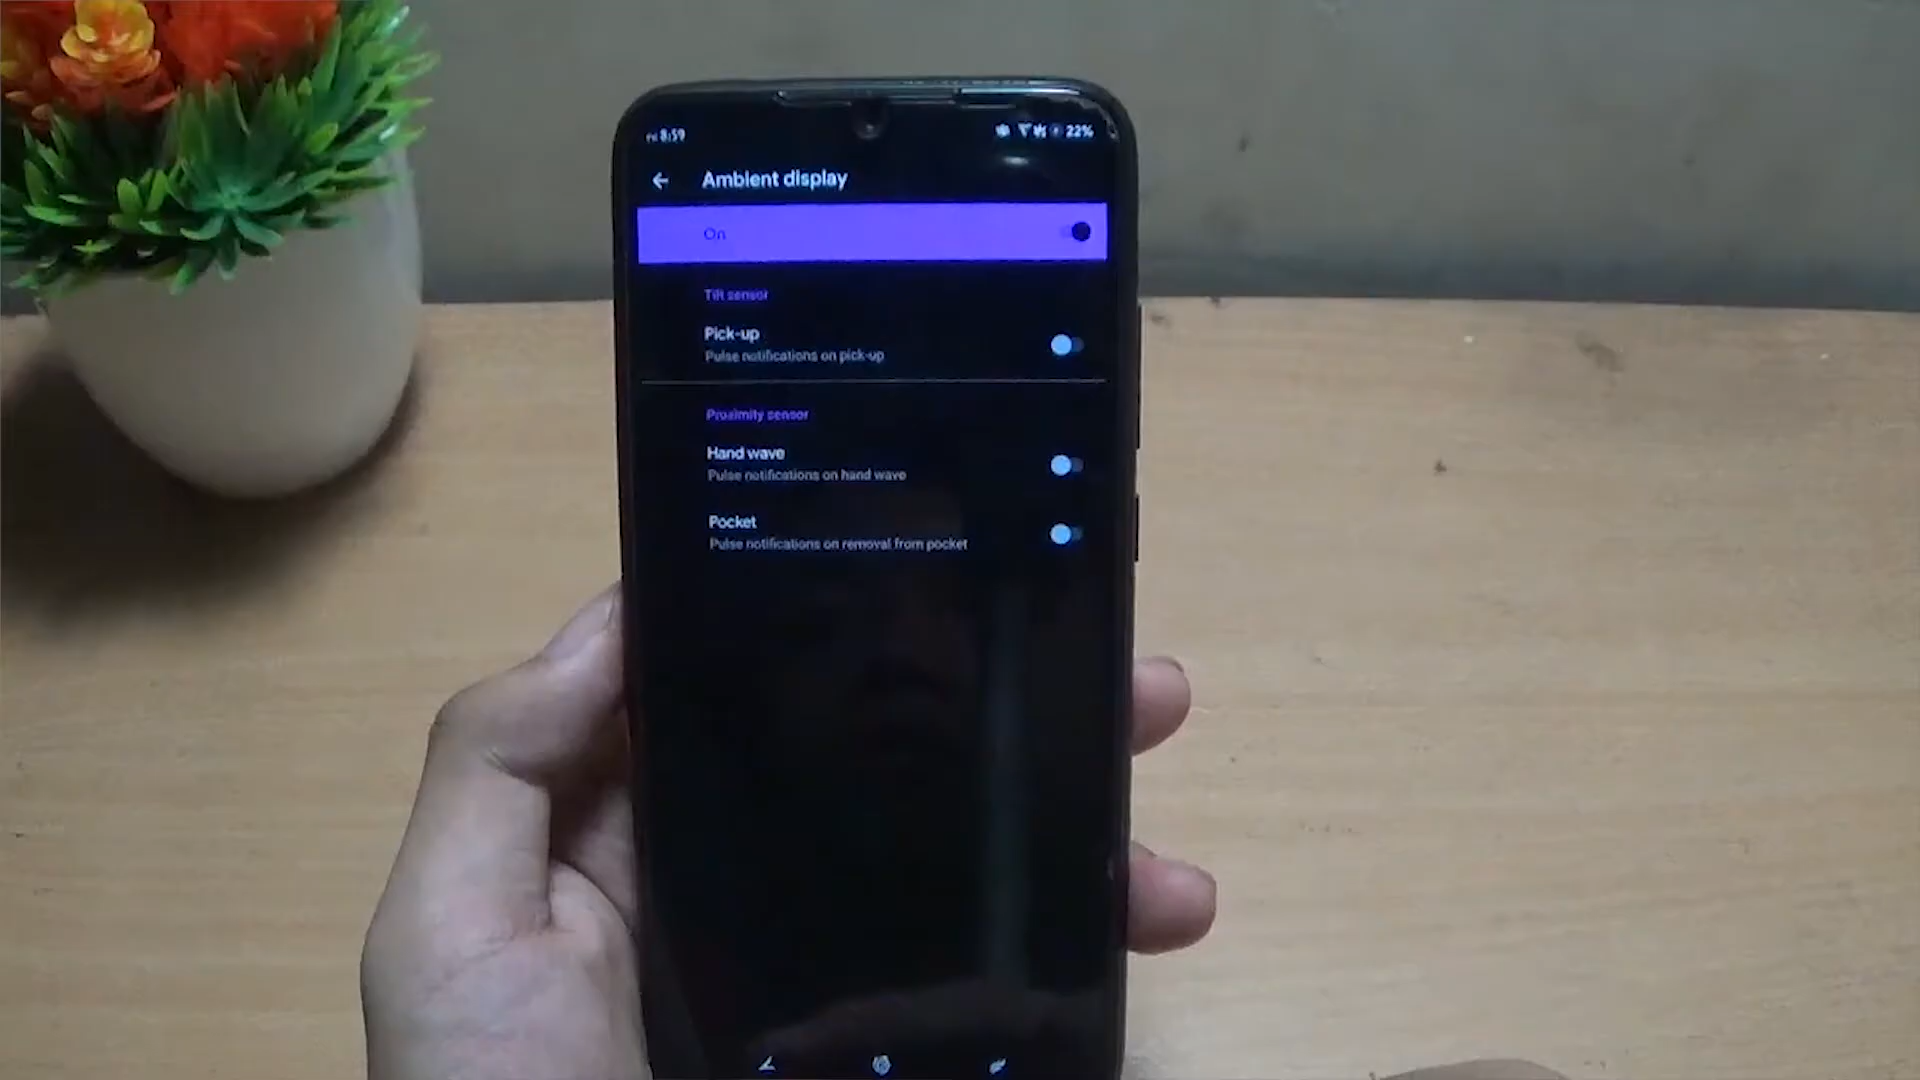 8:59
22%
Ambient display
On
Tilt sensor
Pick-up
Pulse notifications on pick-up
Proximity sensor
Hand wave
Pulse notifications on hand wave
Pocket
Pulse notifications on removal from pocket